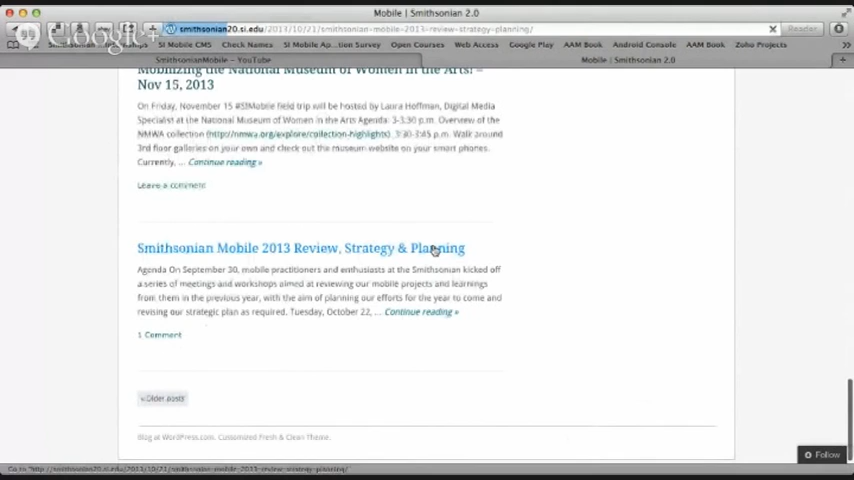 Mobile | Smithsonian 2.0
Google+
smithsonian20.si.edu/2013/10/21/smithsonian-mobile-2013-review-strategy-planning/
Reader
SI Mobile CMS Check Names SI Mobile Ap...tion Survey Open Courses Web Access Google Play AAM Book Android Console AAM Book Zoho Projects
SmithsonianMobile - YouTube Mobile | Smithsonian 2.0
Mobilizing the National Museum of Women in the Arts! –
Nov 15, 2013
On Friday, November 15 #SIMobile field trip will be hosted by Laura Hoffman, Digital Media
Specialist at the National Museum of Women in the Arts Agenda: 3-3:30 p.m. Overview of the
NMWA collection (http://nmwa.org/explore/collection-highlights) 3:30-3:45 p.m. Walk around
3rd floor galleries on your own and check out the museum website on your smart phones.
Currently, ... Continue reading »
Leave a comment
Smithsonian Mobile 2013 Review, Strategy & Planning
Agenda On September 30, mobile practitioners and enthusiasts at the Smithsonian kicked off
a series of meetings and workshops aimed at reviewing our mobile projects and learnings
from them in the previous year, with the aim of planning our efforts for the year to come and
revising our strategic plan as required. Tuesday, October 22, ... Continue reading »
1 Comment
« Older posts
Blog at WordPress.com. Customized Fresh & Clean Theme.
Follow
Go to "http://smithsonian20.si.edu/2013/10/21/smithsonian-mobile-2013-review-strategy-planning/